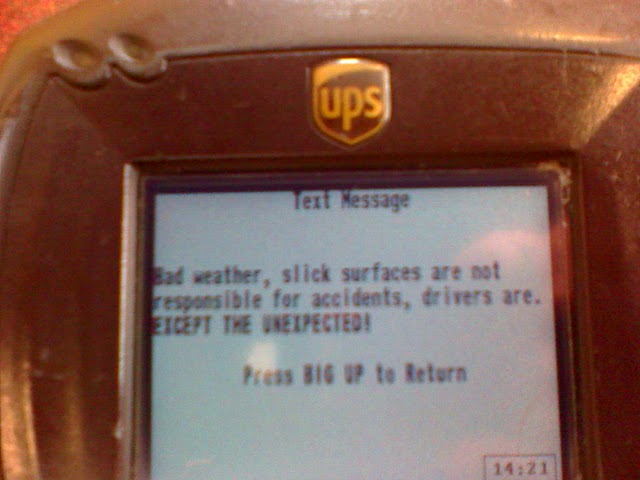 ups
Text Message
Bad weather, slick surfaces are not
responsible for accidents, drivers are.
EXCEPT THE UNEXPECTED!
Press BIG UP to Return
14:21